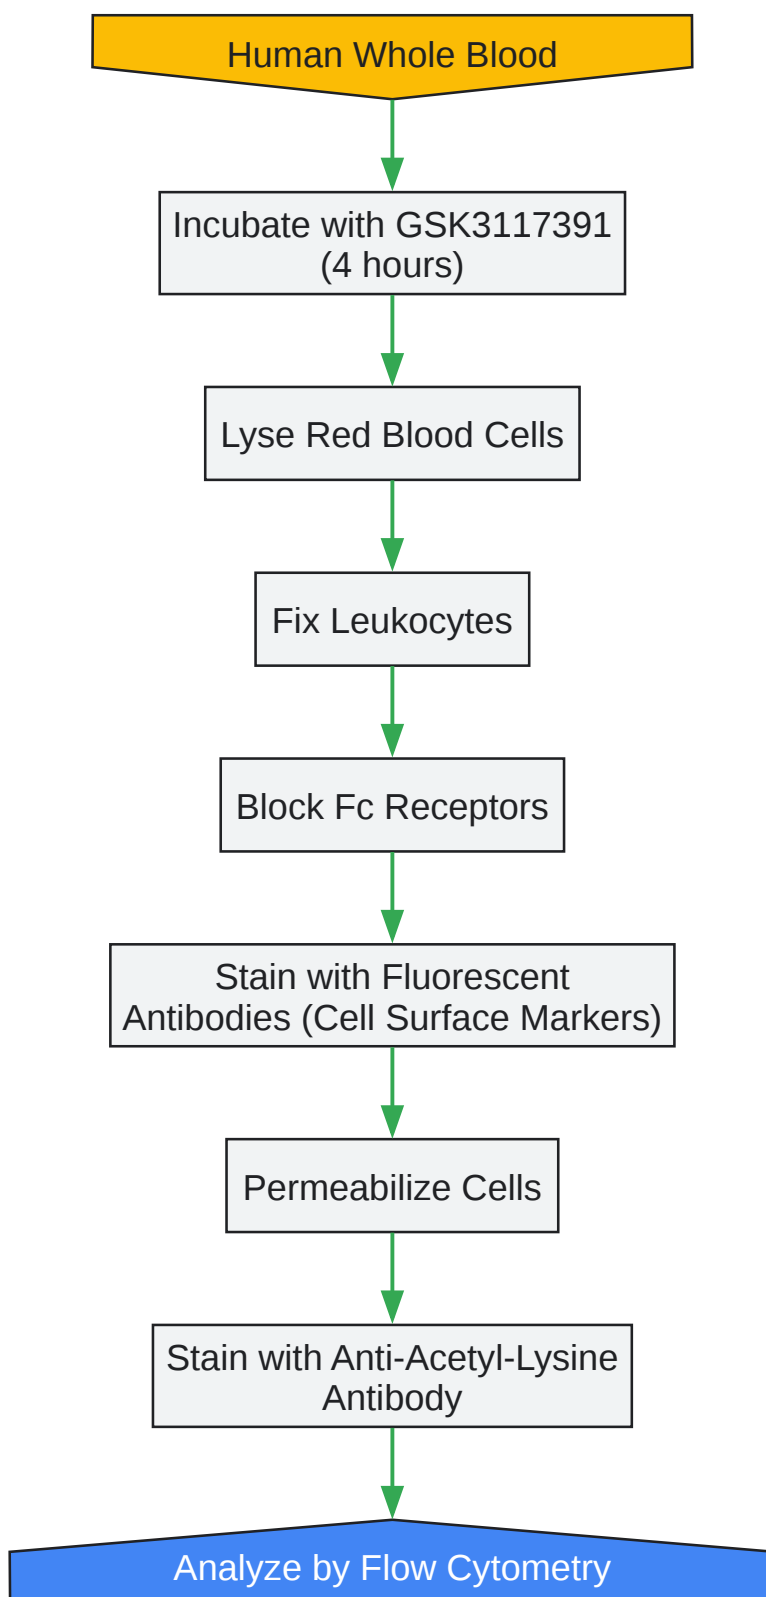 Human Whole Blood
Incubate with GSK3117391
(4 hours)
Lyse Red Blood Cells
Fix Leukocytes
Block Fc Receptors
Stain with Fluorescent
Antibodies (Cell Surface Markers)
Permeabilize Cells
Stain with Anti-Acetyl-Lysine
Antibody
Analyze by Flow Cytometry